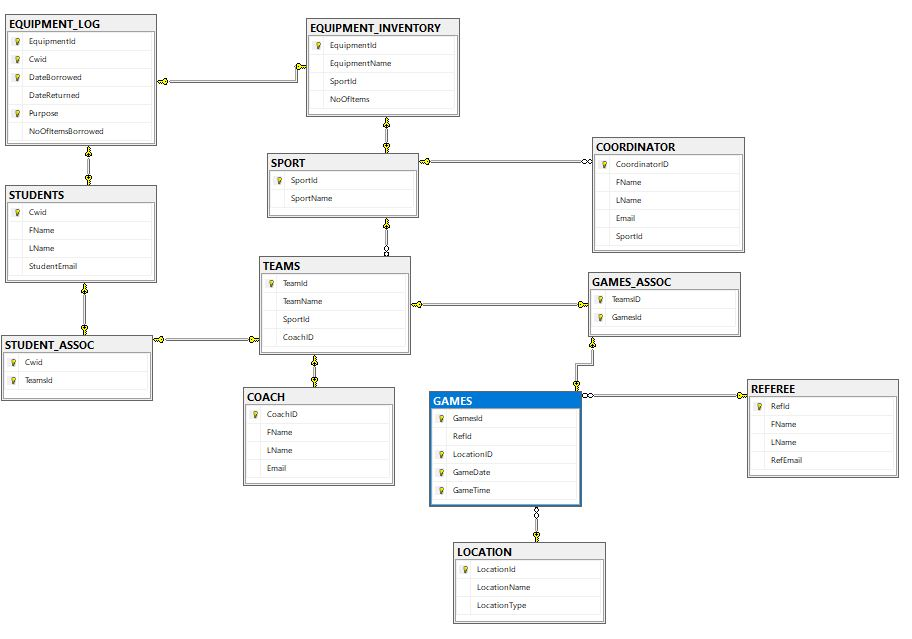 EQUIPMENT_LOG
EquipmentId
Cwid
DateBorrowed
DateReturned
Purpose
NoOfItemsBorrowed
EQUIPMENT_INVENTORY
EquipmentId
EquipmentName
SportId
NoOfItems
SPORT
SportId
SportName
COORDINATOR
CoordinatorID
FName
LName
Email
SportId
STUDENTS
Cwid
FName
LName
StudentEmail
TEAMS
TeamId
TeamName
SportId
CoachID
GAMES_ASSOC
TeamsID
GamesId
STUDENT_ASSOC
Cwid
TeamsId
COACH
CoachID
FName
LName
Email
GAMES
GamesId
RefId
LocationID
GameDate
GameTime
REFEREE
RefId
FName
LName
RefEmail
LOCATION
LocationId
LocationName
LocationType